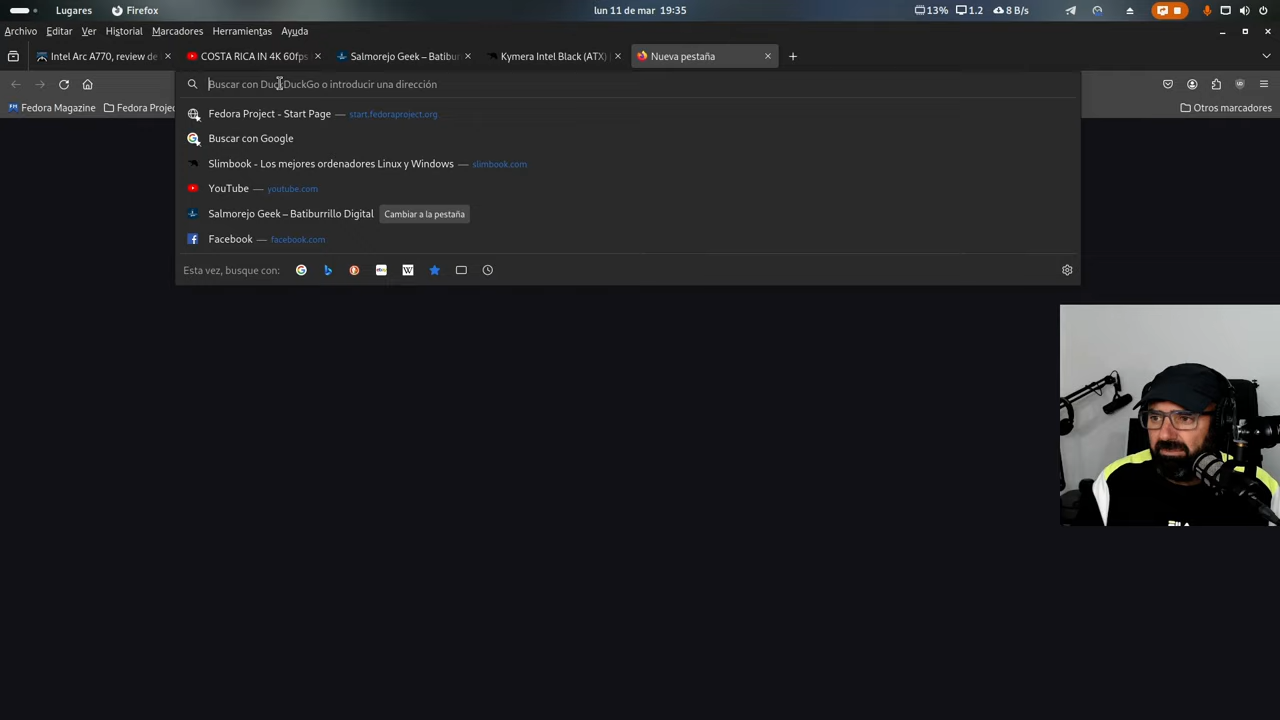 Lugares Firefox lun 11 de mar 19:35 13% 1.2 8 B/s
Archivo Editar Ver Historial Marcadores Herramientas Ayuda
Intel Arc A770, review de COSTA RICA IN 4K 60fps Salmorejo Geek – Batibur Kymera Intel Black (ATX) | Nueva pestaña
Buscar con DuckDuckGo o introducir una dirección
Fedora Magazine Fedora Projec Otros marcadores
Fedora Project - Start Page — start.fedoraproject.org
Buscar con Google
Slimbook - Los mejores ordenadores Linux y Windows — slimbook.com
YouTube — youtube.com
Salmorejo Geek – Batiburrillo Digital Cambiar a la pestaña
Facebook — facebook.com
Esta vez, busque con: